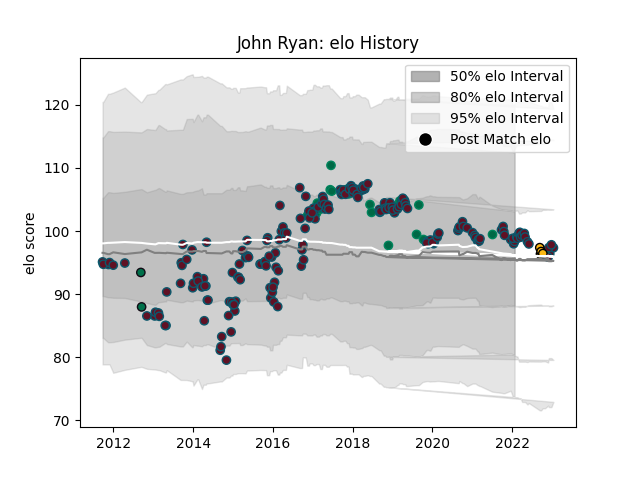 John Ryan: elo History
50% elo Interval
80% elo Interval
95% elo Interval
Post Match elo
elo score
120
110
100
90
80
70
2012
2014
2016
2018
2020
2022